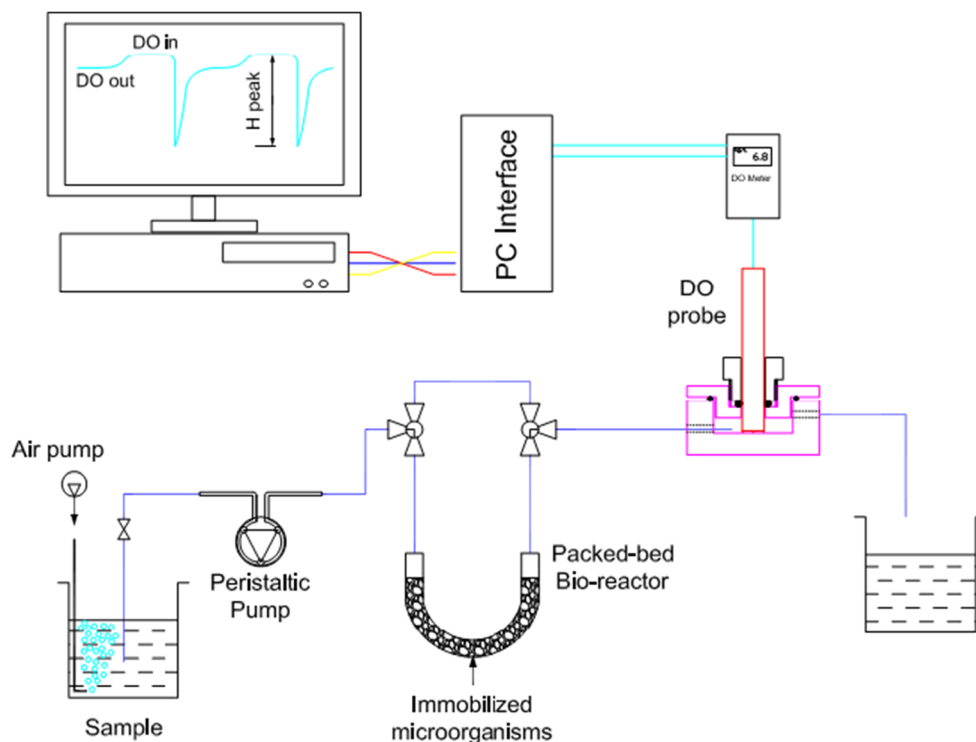 DO in
DO out
H peak
PC Interface
6.8
DO Meter
DO
probe
Air pump
Peristaltic
Pump
Packed-bed
Bio-reactor
Immobilized
microorganisms
Sample